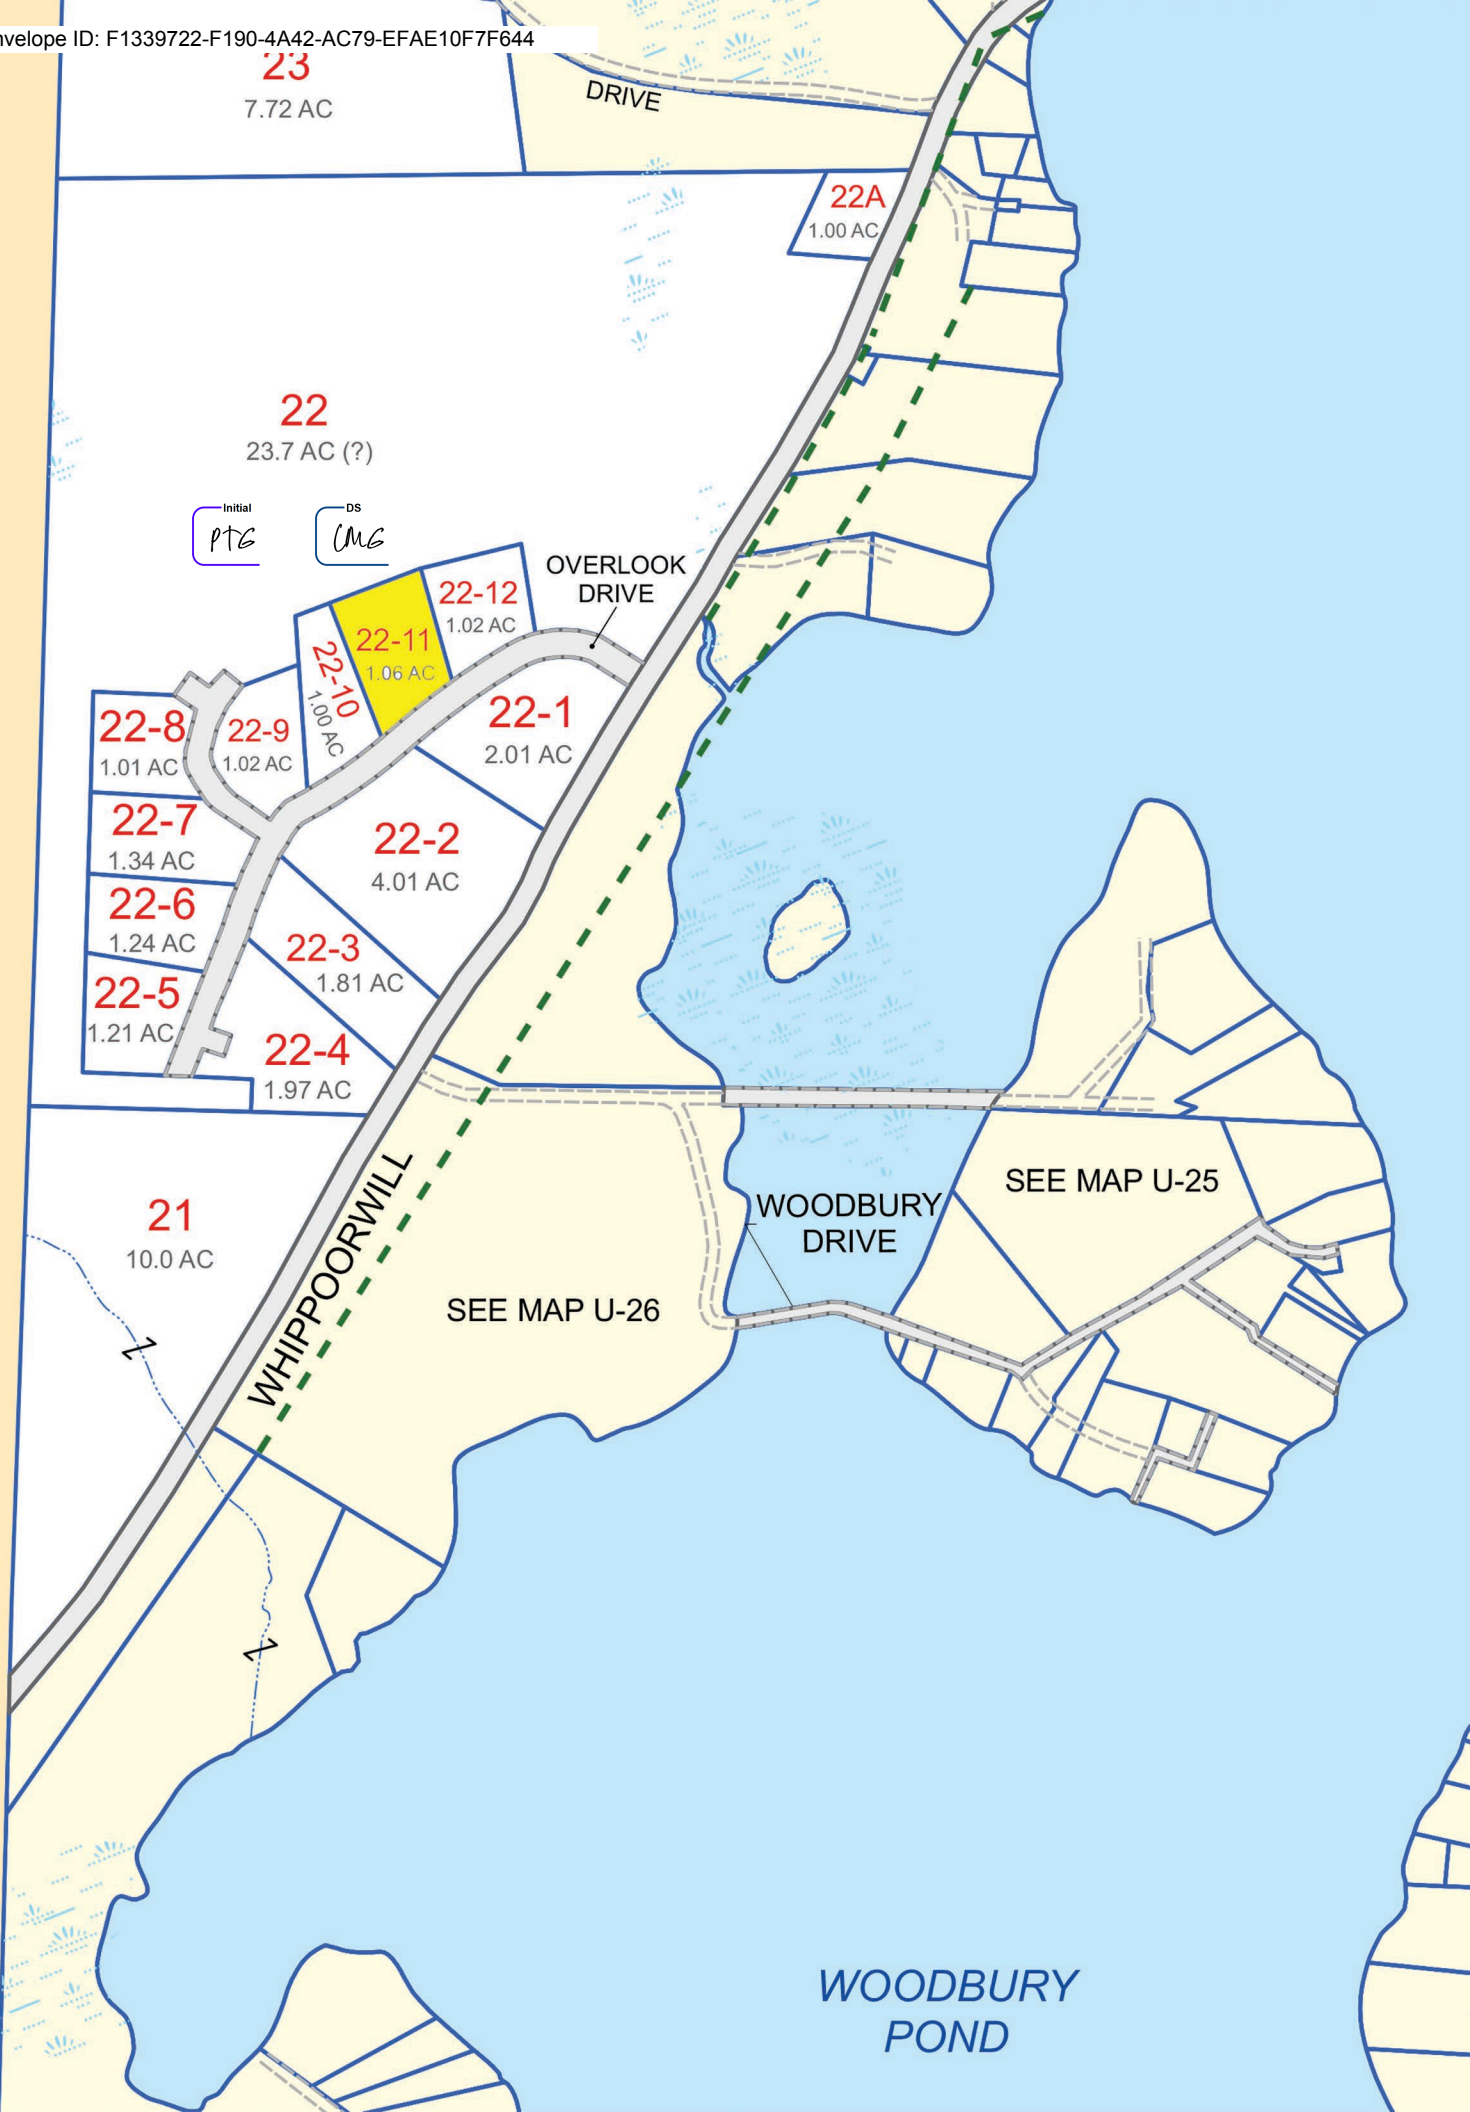 nvelope ID: F1339722-F190-4A42-AC79-EFAE10F7F644
23
7.72 AC
DRIVE
22A
1.00 AC
22
23.7 AC (?)
Initial
PTG
DS
CMG
OVERLOOK
DRIVE
22-12
1.02 AC
22-11
1.06 AC
22-10
1.00 AC
22-1
2.01 AC
22-8
1.01 AC
22-9
1.02 AC
22-7
1.34 AC
22-2
4.01 AC
22-6
1.24 AC
22-3
1.81 AC
22-5
1.21 AC
22-4
1.97 AC
21
10.0 AC
WHIPPOORWILL
SEE MAP U-25
WOODBURY
DRIVE
SEE MAP U-26
WOODBURY
POND